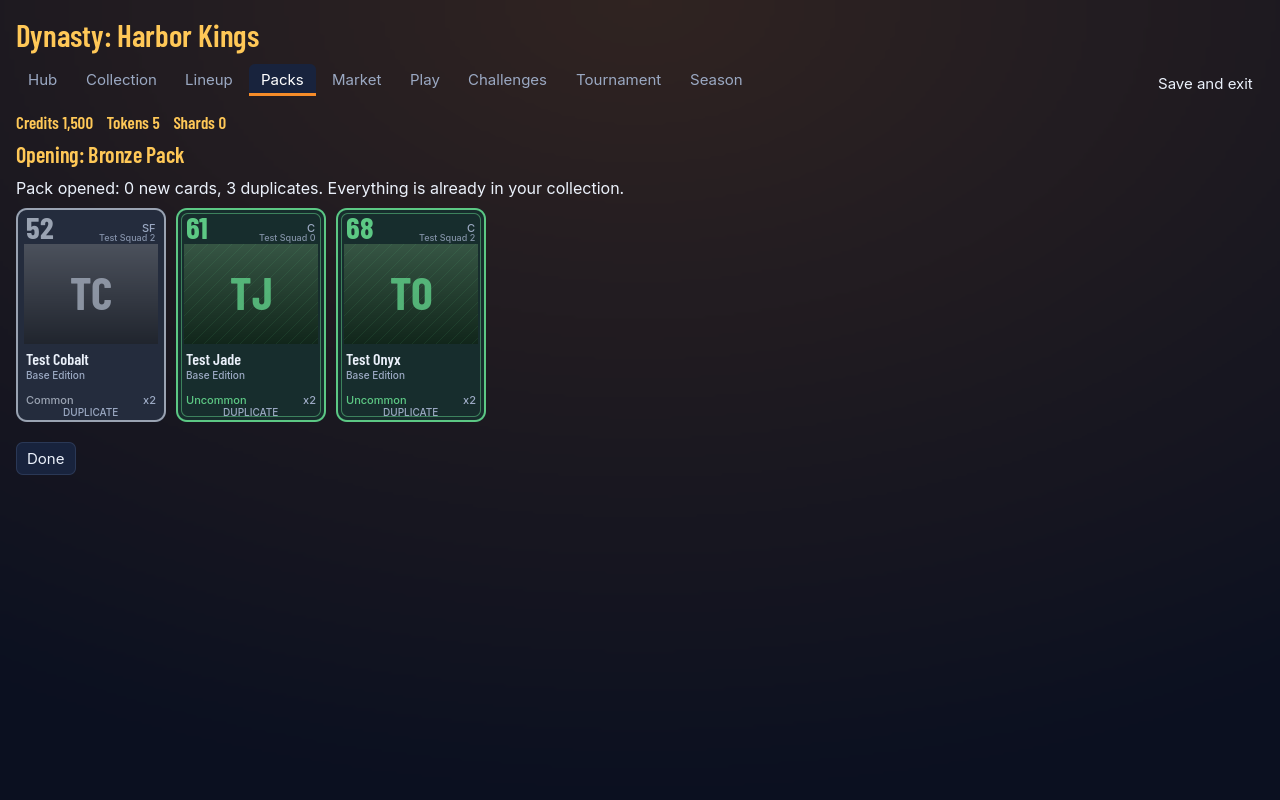 Dynasty: Harbor Kings
Hub Collection Lineup Packs Market Play Challenges Tournament Season Save and exit
Credits 1,500 Tokens 5 Shards 0
Opening: Bronze Pack
Pack opened: 0 new cards, 3 duplicates. Everything is already in your collection.
52 SF
Test Squad 2
TC
Test Cobalt
Base Edition
Common x2
DUPLICATE
61 C
Test Squad 0
TJ
Test Jade
Base Edition
Uncommon x2
DUPLICATE
68 C
Test Squad 2
TO
Test Onyx
Base Edition
Uncommon x2
DUPLICATE
Done